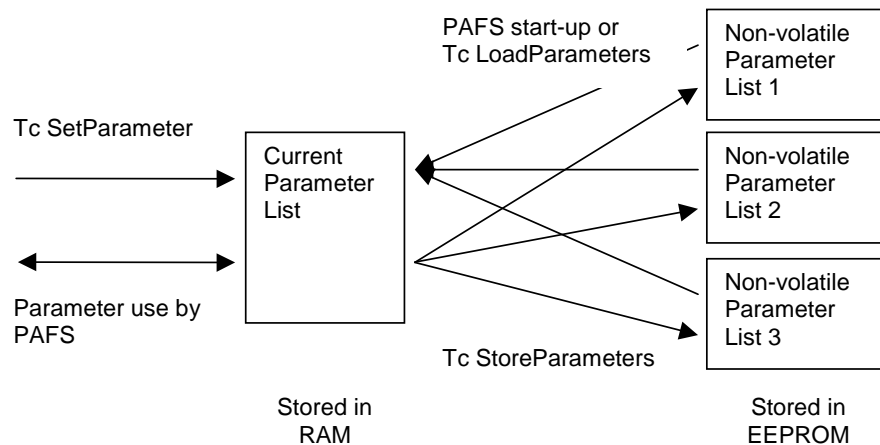 PAFS start-up or
Tc LoadParameters
Non-volatile
Parameter
List 1
Tc SetParameter
Current
Parameter
List
Non-volatile
Parameter
List 2
Parameter use by
PAFS
Non-volatile
Parameter
List 3
Tc StoreParameters
Stored in
RAM
Stored in
EEPROM